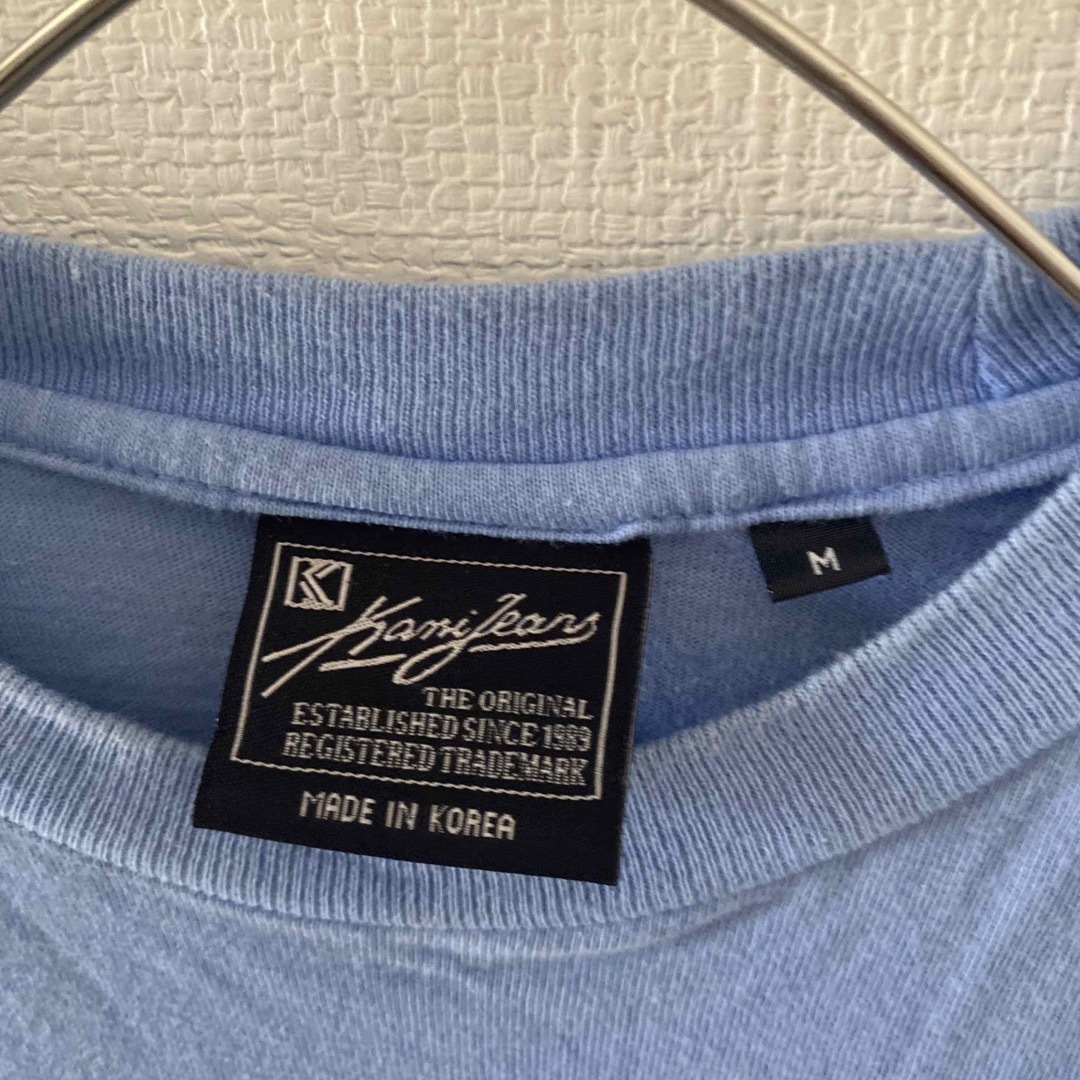 K
Kani Jeans
THE ORIGINAL
ESTABLISHED SINCE 1989
REGISTERED TRADEMARK
MADE IN KOREA
M